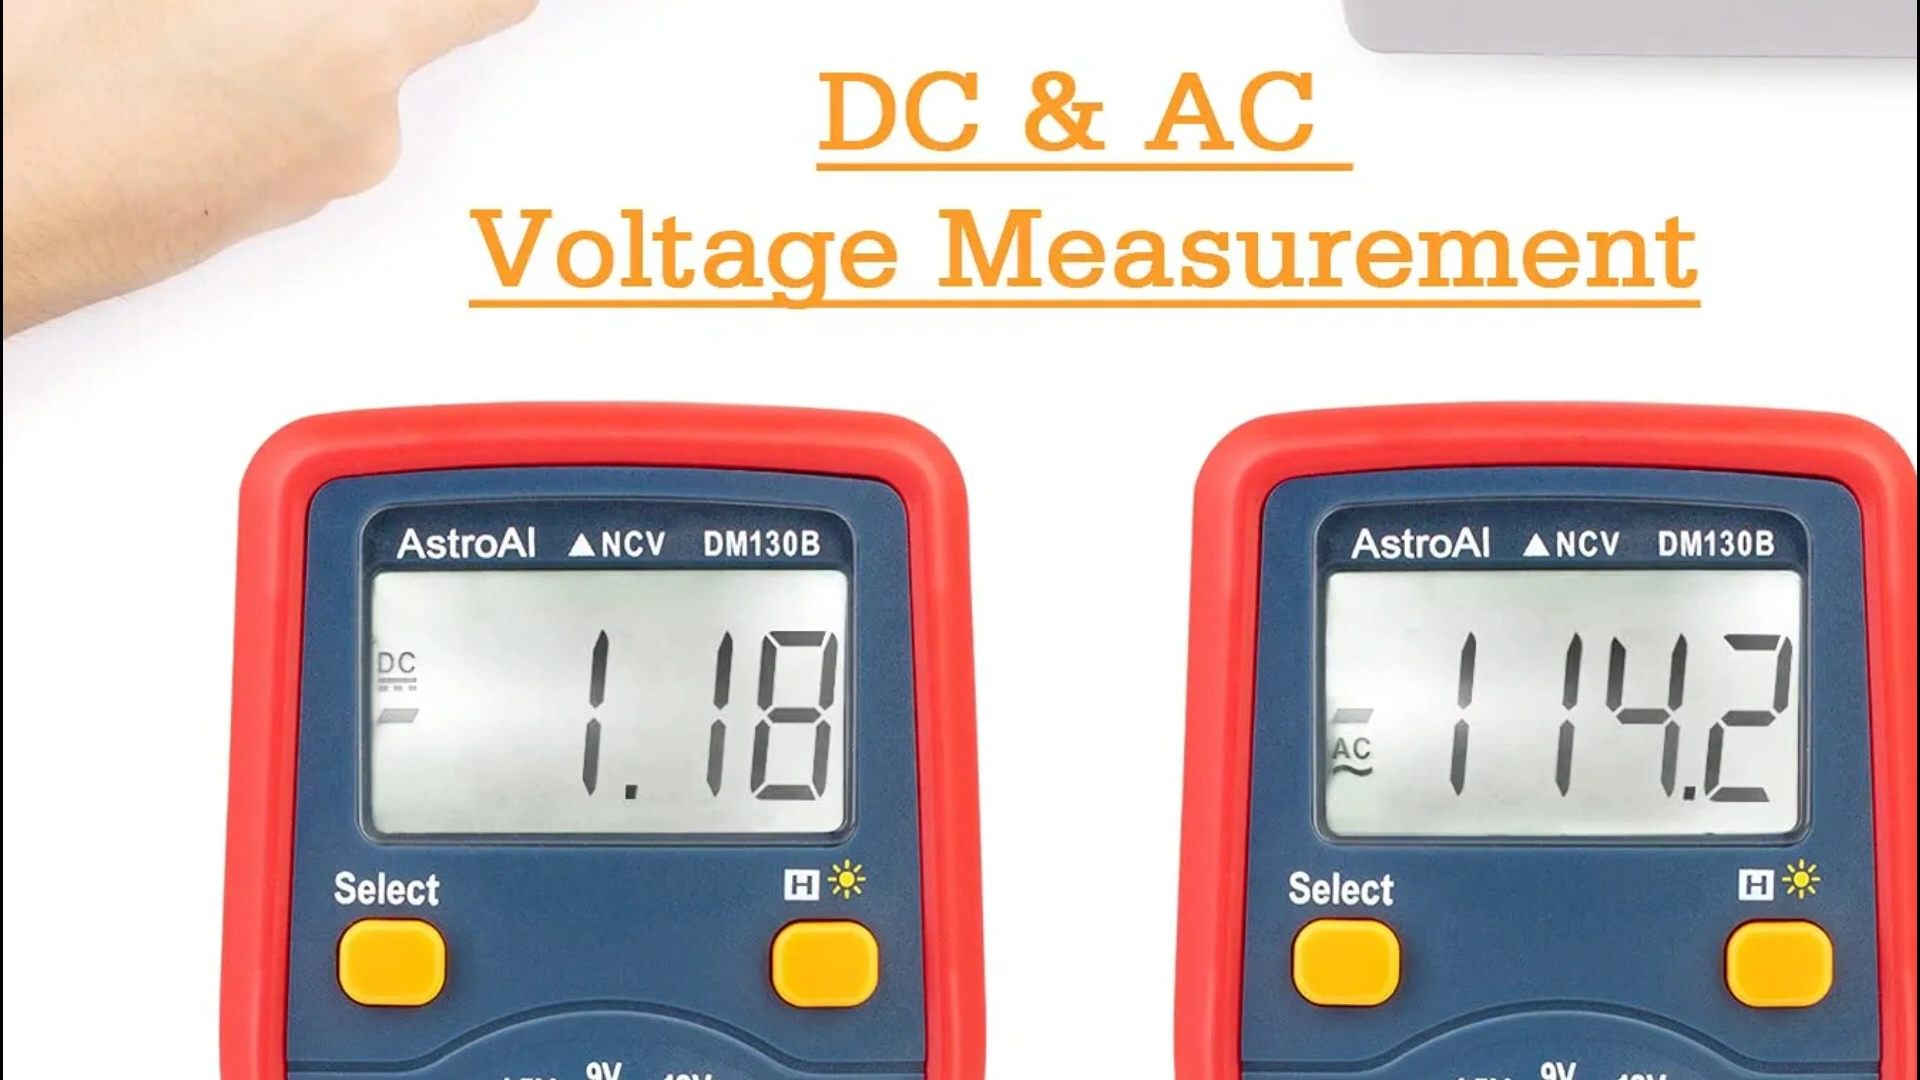 DC & AC
Voltage Measurement
AstroAI ▲NCV DM130B
DC
- 1.18
Select H
9V
AstroAI ▲NCV DM130B
- 114.2
AC
~
Select H
9V